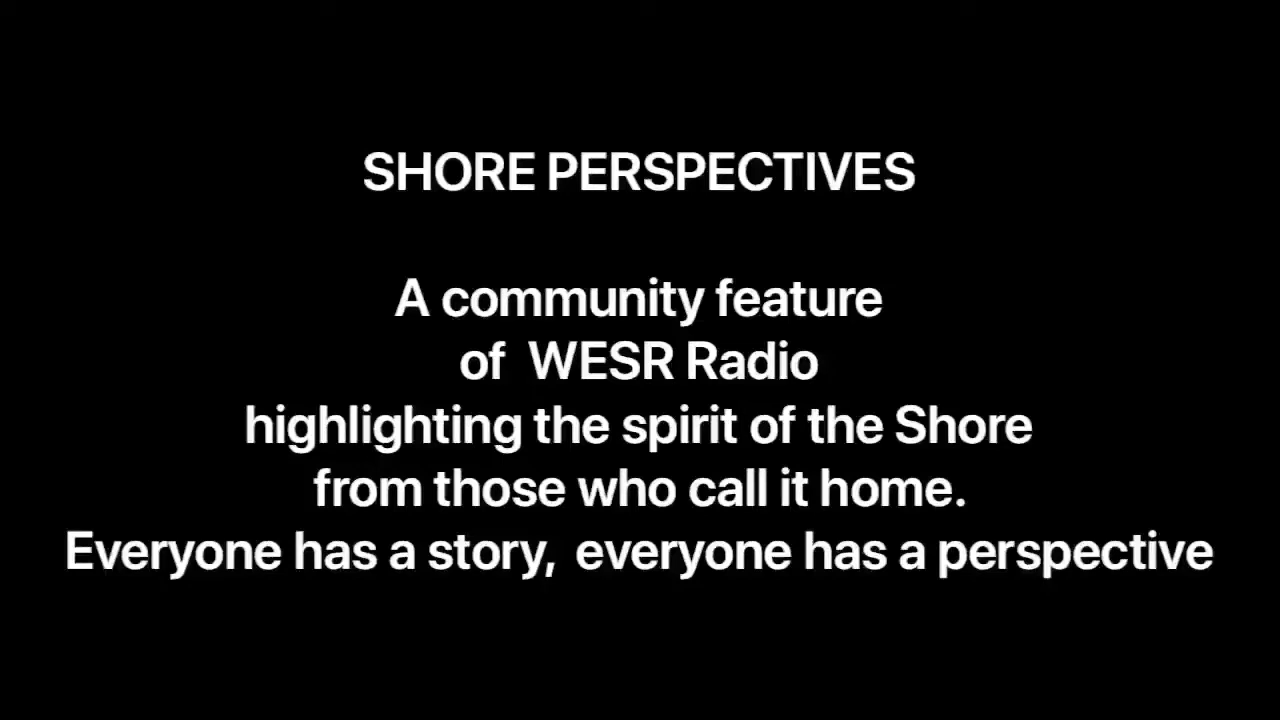 SHORE PERSPECTIVES
A community feature
of WESR Radio
highlighting the spirit of the Shore
from those who call it home.
Everyone has a story, everyone has a perspective